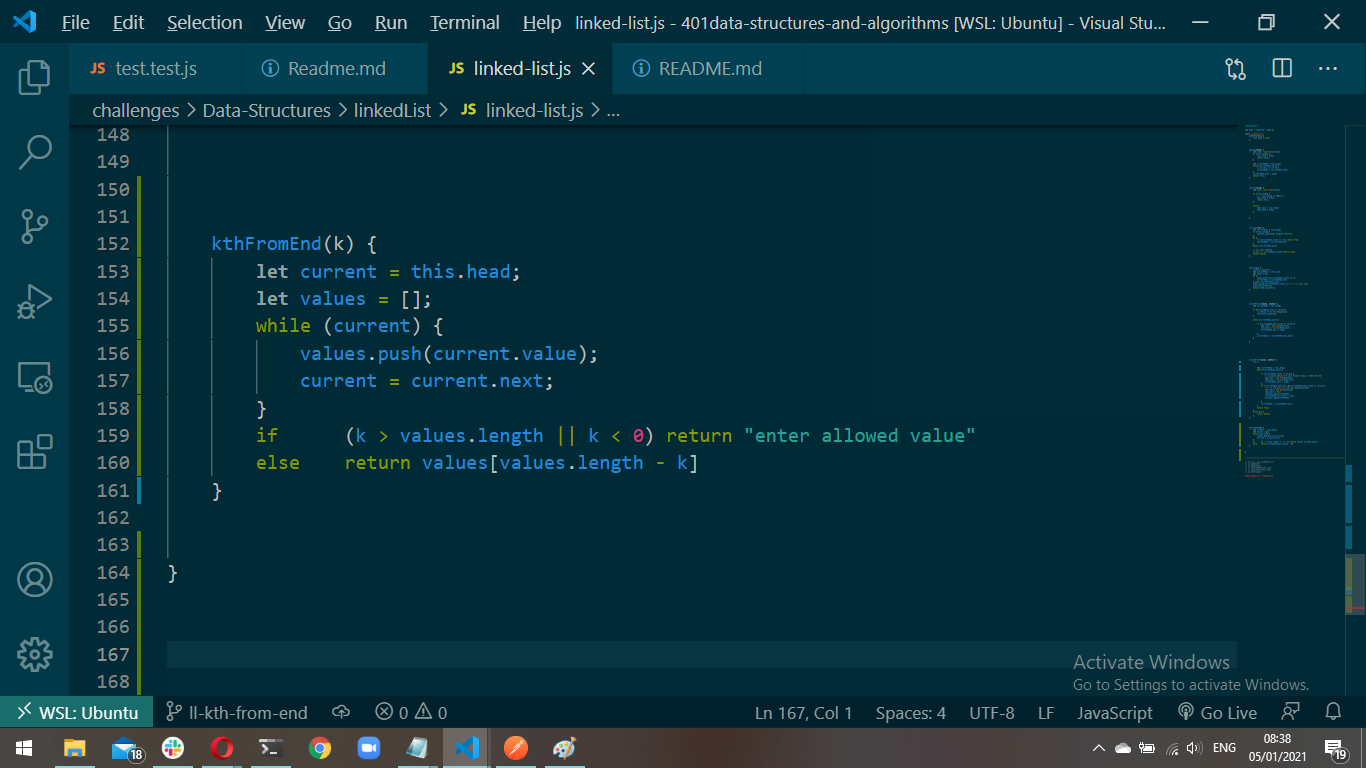 File Edit Selection View Go Run Terminal Help linked-list.js - 401data-structures-and-algorithms [WSL: Ubuntu] - Visual Stu...
JS test.test.js Readme.md JS linked-list.js README.md
challenges > Data-Structures > linkedList > JS linked-list.js > ...
148
149
150
151
152 kthFromEnd(k) {
153 let current = this.head;
154 let values = [];
155 while (current) {
156 values.push(current.value);
157 current = current.next;
158 }
159 if (k > values.length || k < 0) return "enter allowed value"
160 else return values[values.length - k]
161 }
162
163
164 }
165
166
167
168
Activate Windows
Go to Settings to activate Windows.
WSL: Ubuntu ll-kth-from-end 0 0 Ln 167, Col 1 Spaces: 4 UTF-8 LF JavaScript Go Live
18 ENG 08:38 05/01/2021 19